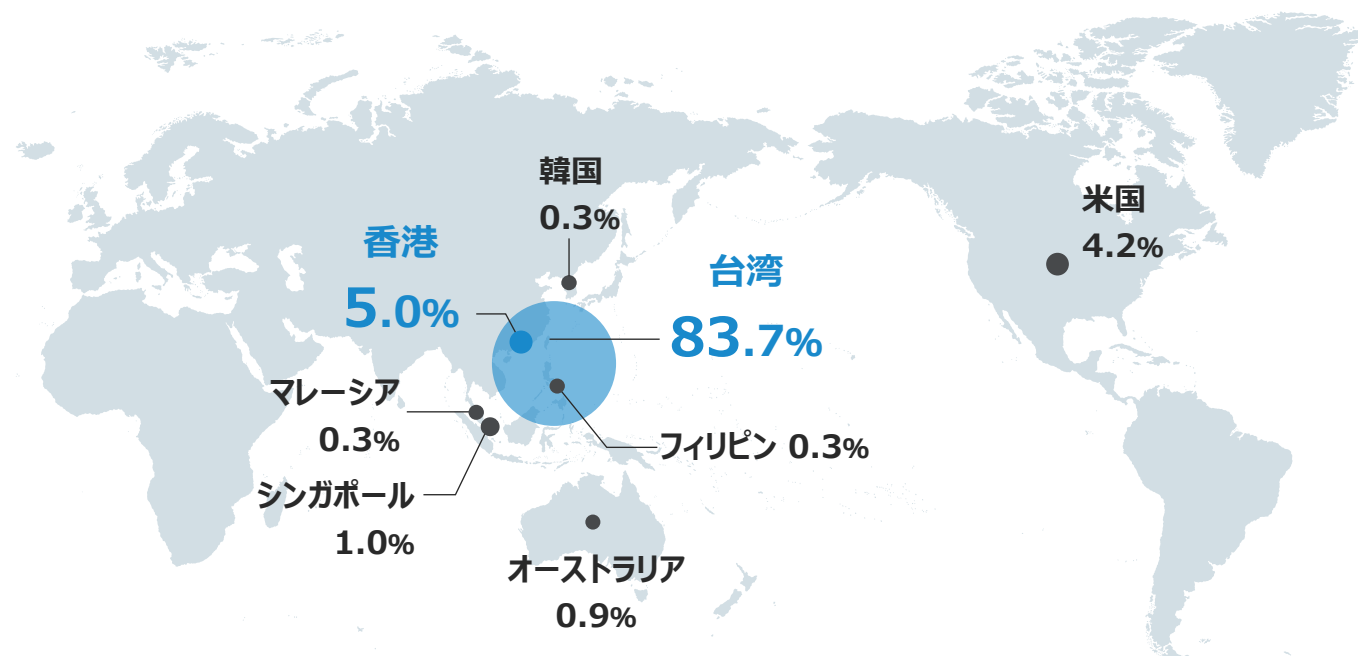 韓国
0.3%
米国
4.2%
香港
5.0%
台湾
83.7%
マレーシア
0.3%
フィリピン 0.3%
シンガポール
1.0%
オーストラリア
0.9%